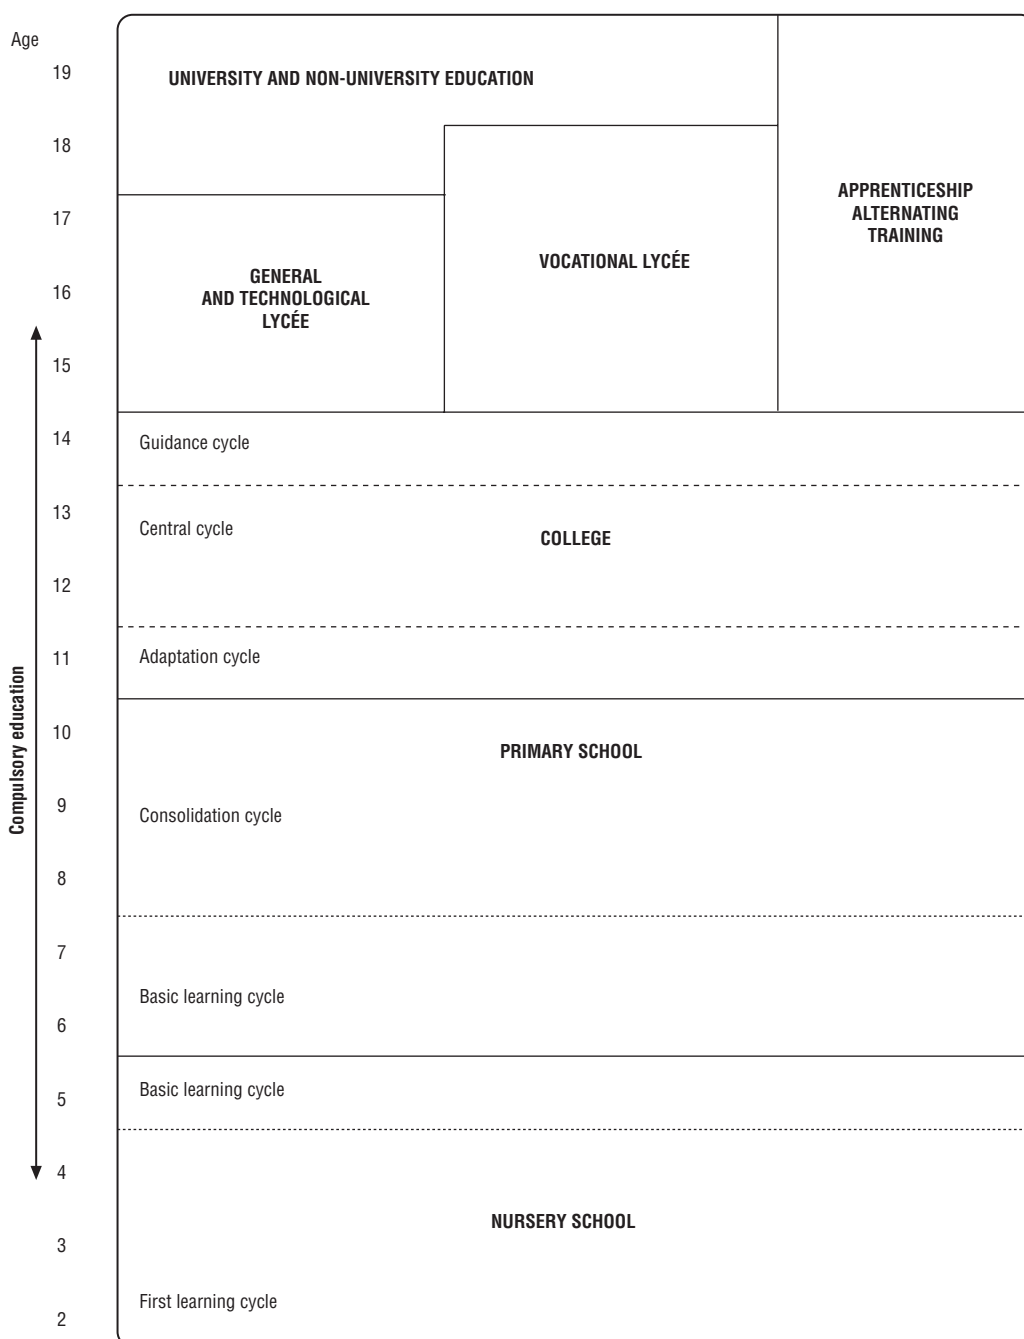 Age
19
UNIVERSITY AND NON-UNIVERSITY EDUCATION
18
APPRENTICESHIP
ALTERNATING
TRAINING
17
VOCATIONAL LYCÉE
GENERAL
AND TECHNOLOGICAL
LYCÉE
16
15
14
Guidance cycle
13
Central cycle
COLLEGE
12
11
Adaptation cycle
Compulsory education
10
PRIMARY SCHOOL
9
Consolidation cycle
8
7
Basic learning cycle
6
Basic learning cycle
5
4
NURSERY SCHOOL
3
First learning cycle
2